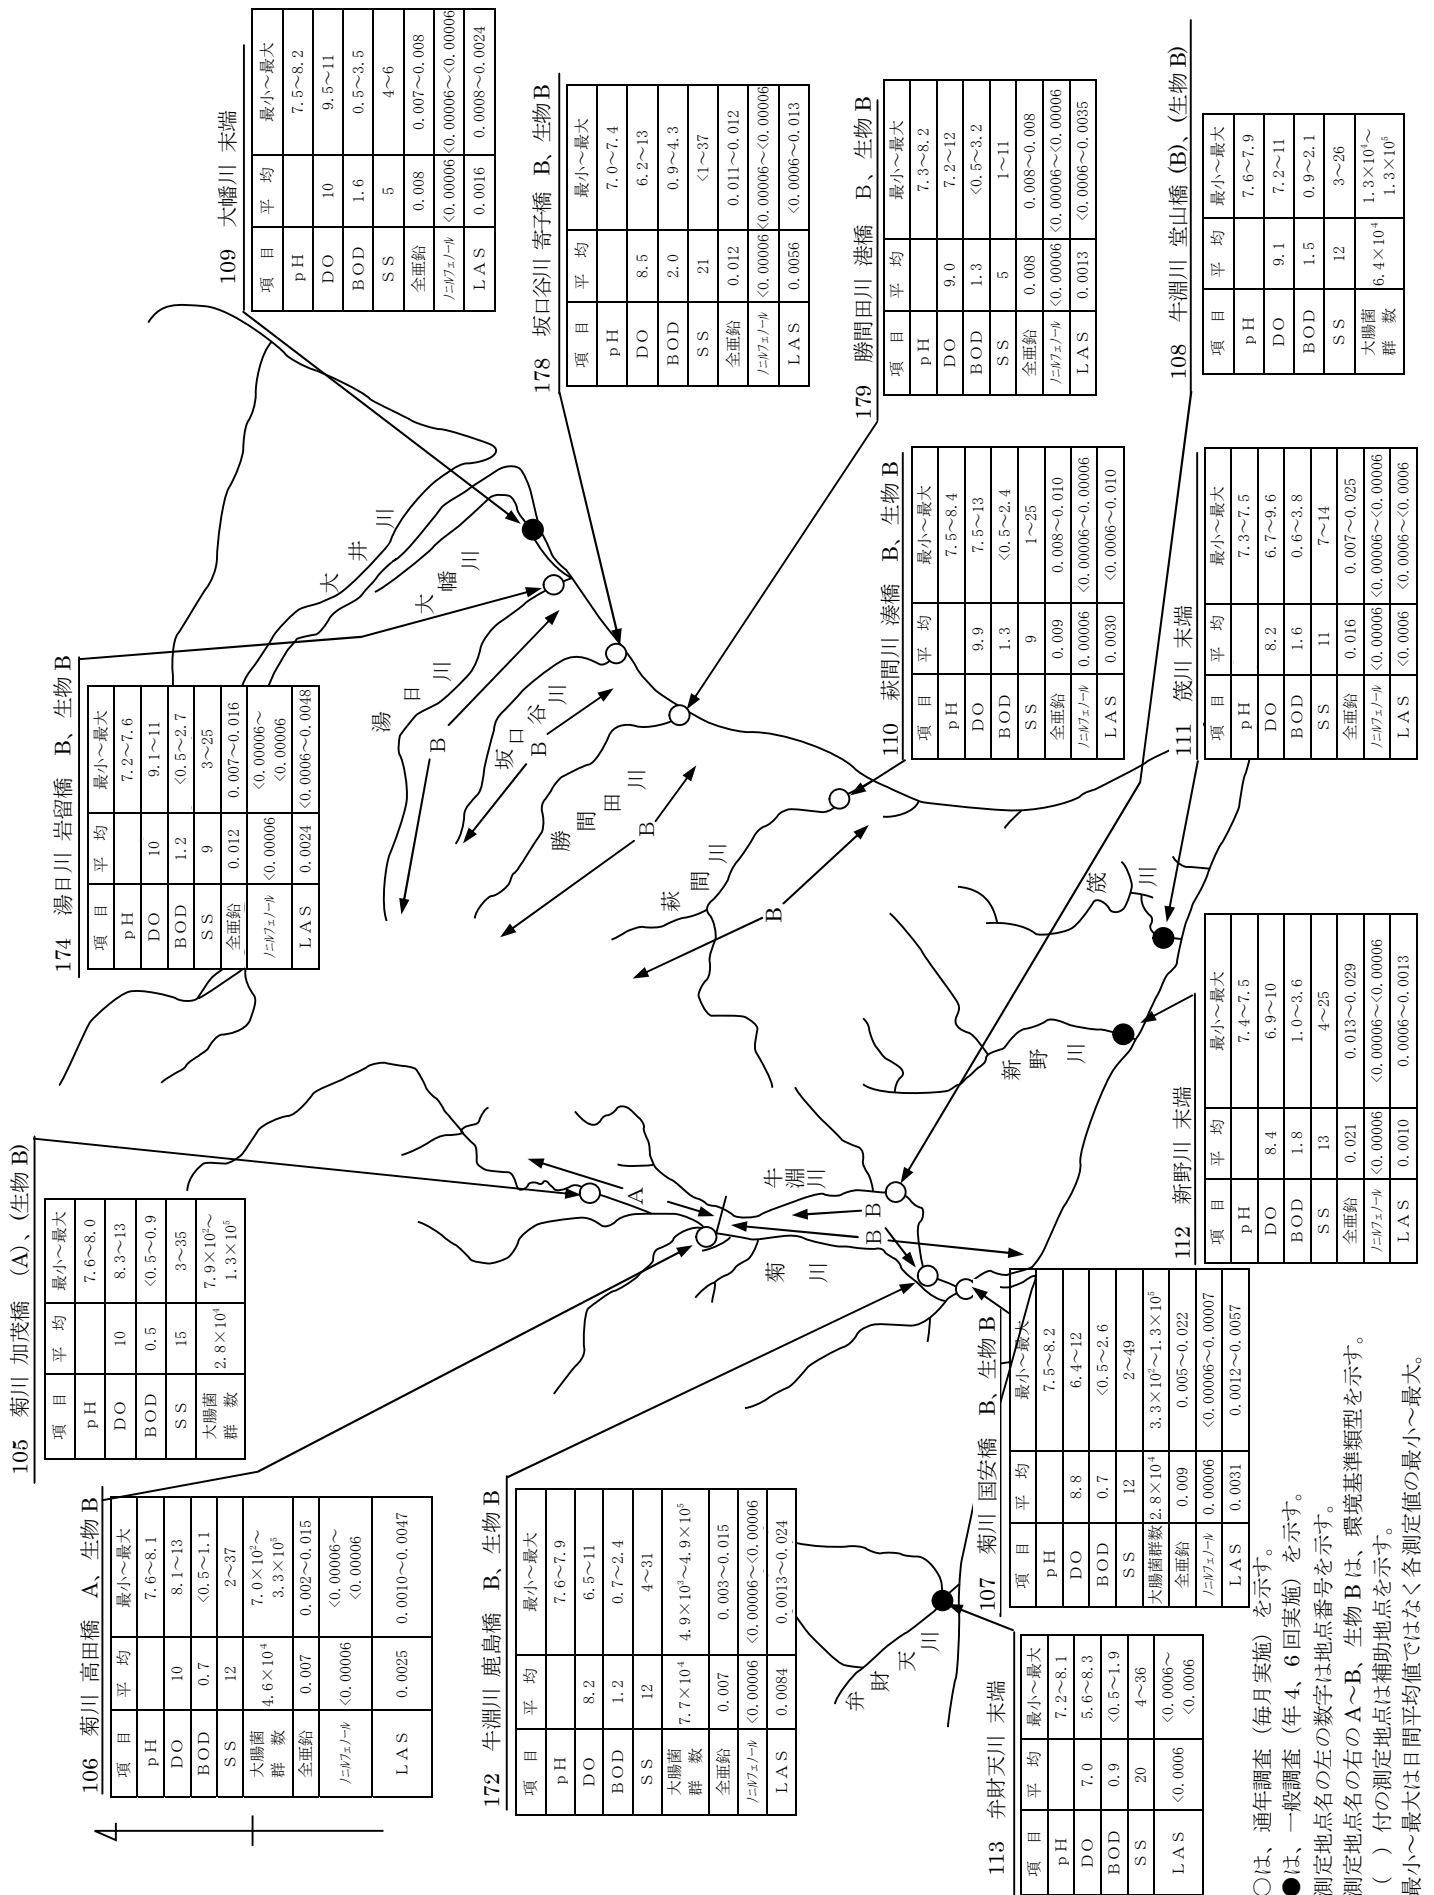 105　菊川 加茂橋　(A)、(生物 B)
項　目　平　均　最小～最大
pH　7.6～8.0
DO　10　8.3～13
BOD　0.5　<0.5～0.9
SS　15　3～35
大腸菌群　数　2.8×10⁴　7.9×10²～1.3×10⁵
174　湯日川 岩留橋　B、生物 B
項　目　平　均　最小～最大
pH　7.2～7.6
DO　10　9.1～11
BOD　1.2　<0.5～2.7
SS　9　3～25
全亜鉛　0.012　0.007～0.016
ノニルフェノール　<0.00006　<0.00006～<0.00006
LAS　0.0024　<0.0006～0.0048
109　大幡川 末端
項　目　平　均　最小～最大
pH　7.5～8.2
DO　10　9.5～11
BOD　1.6　0.5～3.5
SS　5　4～6
全亜鉛　0.008　0.007～0.008
ノニルフェノール　<0.00006　<0.00006～<0.00006
LAS　0.0016　0.0008～0.0024
106　菊川 高田橋　A、生物 B
項　目　平　均　最小～最大
pH　7.6～8.1
DO　10　8.1～13
BOD　0.7　<0.5～1.1
SS　12　2～37
大腸菌群　数　4.6×10⁴　7.0×10²～3.3×10⁵
全亜鉛　0.007　0.002～0.015
ノニルフェノール　<0.00006　<0.00006～<0.00006
LAS　0.0025　0.0010～0.0047
178　坂口谷川 寄子橋　B、生物 B
項　目　平　均　最小～最大
pH　7.0～7.4
DO　8.5　6.2～13
BOD　2.0　0.9～4.3
SS　21　<1～37
全亜鉛　0.012　0.011～0.012
ノニルフェノール　<0.00006　<0.00006～<0.00006
LAS　0.0056　<0.0006～0.013
172　牛淵川 鹿島橋　B、生物 B
項　目　平　均　最小～最大
pH　7.6～7.9
DO　8.2　6.5～11
BOD　1.2　0.7～2.4
SS　12　4～31
大腸菌群　数　7.7×10⁴　4.9×10³～4.9×10⁵
全亜鉛　0.007　0.003～0.015
ノニルフェノール　<0.00006　<0.00006～<0.00006
LAS　0.0084　0.0013～0.024
179　勝間田川 港橋　B、生物 B
項　目　平　均　最小～最大
pH　7.3～8.2
DO　9.0　7.2～12
BOD　1.3　<0.5～3.2
SS　5　1～11
全亜鉛　0.008　0.008～0.008
ノニルフェノール　<0.00006　<0.00006～<0.00006
LAS　0.0013　<0.0006～0.0035
110　萩間川 湊橋　B、生物 B
項　目　平　均　最小～最大
pH　7.5～8.4
DO　9.9　7.5～13
BOD　1.3　<0.5～2.4
SS　9　1～25
全亜鉛　0.009　0.008～0.010
ノニルフェノール　0.00006　<0.00006～0.00006
LAS　0.0030　<0.0006～0.010
大井川
大幡川
湯日川
B
坂口谷川
B
勝間田川
B
萩間川
B
A
牛淵川
B
B
菊川
新野川
筬川
弁財天川
113　弁財天川 末端
項　目　平　均　最小～最大
pH　7.2～8.1
DO　7.0　5.6～8.3
BOD　0.9　<0.5～1.9
SS　20　4～36
LAS　<0.0006　<0.0006～<0.0006
107　菊川 国安橋　B、生物 B
項　目　平　均　最小～最大
pH　7.5～8.2
DO　8.8　6.4～12
BOD　0.7　<0.5～2.6
SS　12　2～49
大腸菌群数　2.8×10⁴　3.3×10²～1.3×10⁵
全亜鉛　0.009　0.005～0.022
ノニルフェノール　0.00006　<0.00006～0.00007
LAS　0.0031　0.0012～0.0057
112　新野川 末端
項　目　平　均　最小～最大
pH　7.4～7.5
DO　8.4　6.9～10
BOD　1.8　1.0～3.6
SS　13　4～25
全亜鉛　0.021　0.013～0.029
ノニルフェノール　<0.00006　<0.00006～<0.00006
LAS　0.0010　0.0006～0.0013
111　筬川 末端
項　目　平　均　最小～最大
pH　7.3～7.5
DO　8.2　6.7～9.6
BOD　1.6　0.6～3.8
SS　11　7～14
全亜鉛　0.016　0.007～0.025
ノニルフェノール　<0.00006　<0.00006～<0.00006
LAS　<0.0006　<0.0006～<0.0006
108　牛淵川 堂山橋 (B)、(生物 B)
項　目　平　均　最小～最大
pH　7.6～7.9
DO　9.1　7.2～11
BOD　1.5　0.9～2.1
SS　12　3～26
大腸菌群　数　6.4×10⁴　1.3×10⁴～1.3×10⁵
○は、通年調査（毎月実施）を示す。
●は、一般調査（年 4、6 回実施）を示す。
測定地点名の左の数字は地点番号を示す。
測定地点名の右の A～B、生物 B は、環境基準類型を示す。
（　）付の測定地点は補助地点を示す。
最小～最大は日間平均値ではなく各測定値の最小～最大。